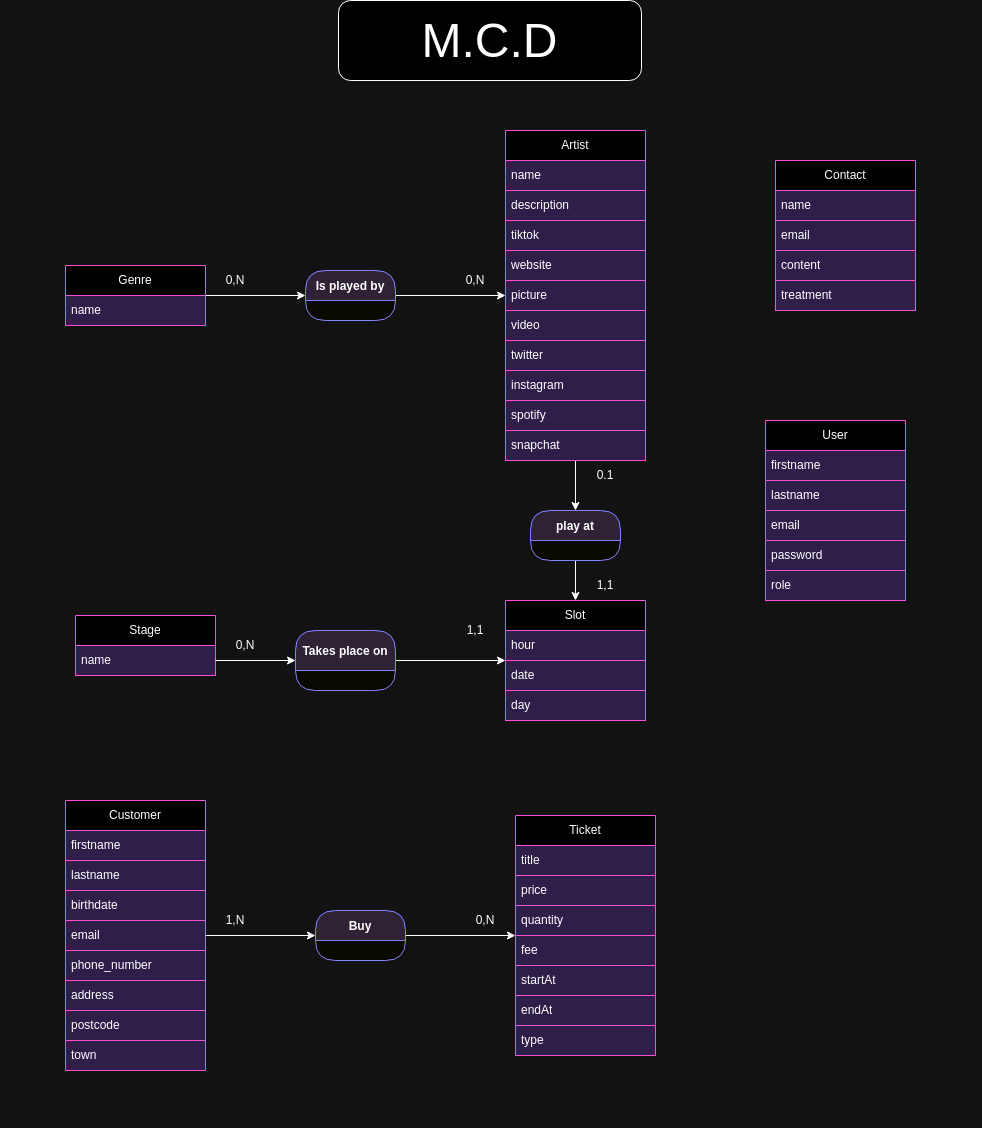 M.C.D
Artist
name
description
tiktok
website
picture
video
twitter
instagram
spotify
snapchat
Contact
name
email
content
treatment
Genre
name
0,N
Is played by
0,N
0.1
play at
1,1
User
firstname
lastname
email
password
role
Stage
name
0,N
Takes place on
1,1
Slot
hour
date
day
Customer
firstname
lastname
birthdate
email
phone_number
address
postcode
town
1,N
Buy
0,N
Ticket
title
price
quantity
fee
startAt
endAt
type